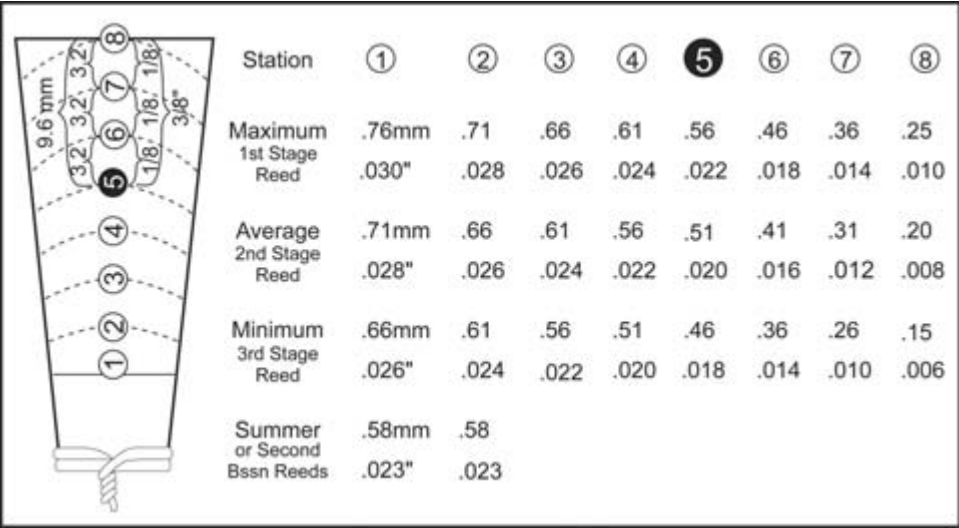 8
7
6
5
4
3
2
1
9.6 mm
3.2
3.2
3.2
1/8
1/8
1/8
3/8"
Station ① ② ③ ④ ❺ ⑥ ⑦ ⑧
Maximum .76mm .71 .66 .61 .56 .46 .36 .25
1st Stage
Reed .030" .028 .026 .024 .022 .018 .014 .010
Average .71mm .66 .61 .56 .51 .41 .31 .20
2nd Stage
Reed .028" .026 .024 .022 .020 .016 .012 .008
Minimum .66mm .61 .56 .51 .46 .36 .26 .15
3rd Stage
Reed .026" .024 .022 .020 .018 .014 .010 .006
Summer .58mm .58
or Second
Bssn Reeds .023" .023